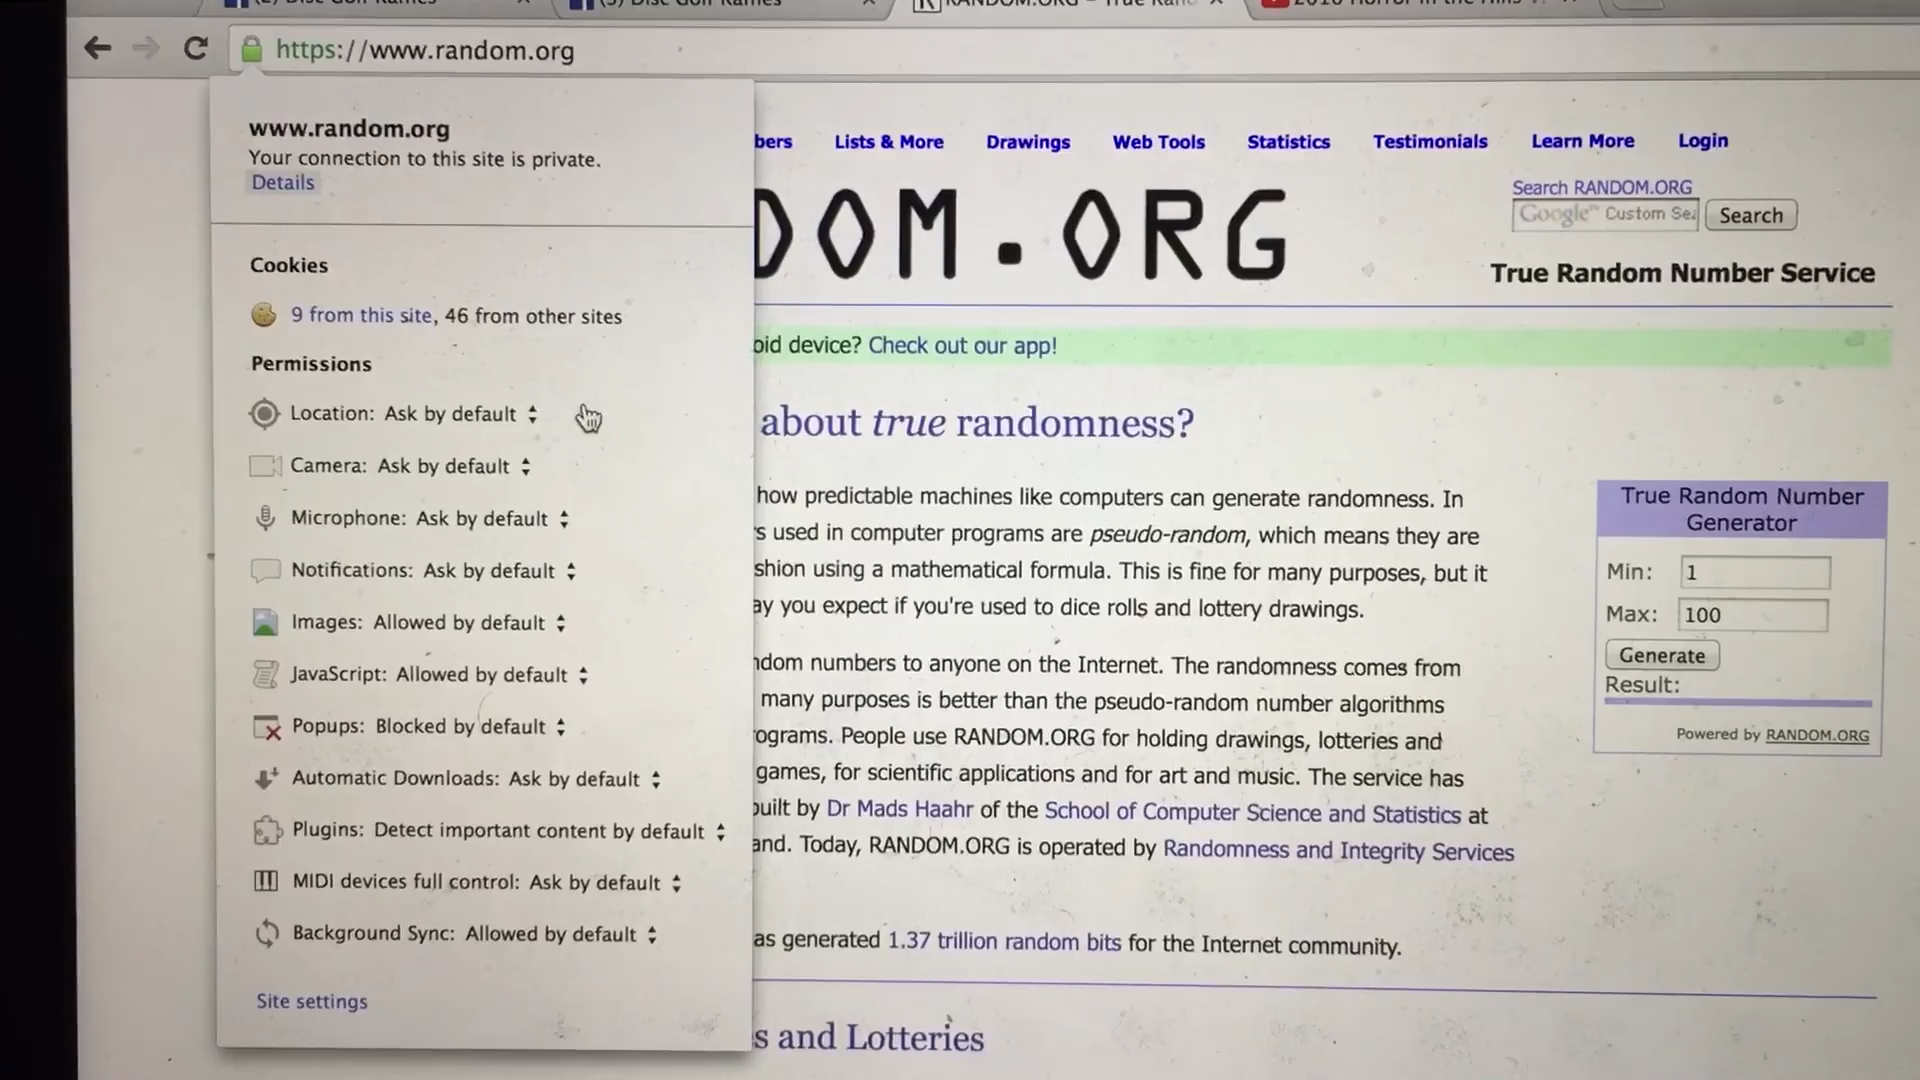 https://www.random.org
www.random.org
Your connection to this site is private.
Details
Cookies
9 from this site, 46 from other sites
Permissions
Location: Ask by default
Camera: Ask by default
Microphone: Ask by default
Notifications: Ask by default
Images: Allowed by default
JavaScript: Allowed by default
Popups: Blocked by default
Automatic Downloads: Ask by default
Plugins: Detect important content by default
MIDI devices full control: Ask by default
Background Sync: Allowed by default
Site settings
bers Lists & More Drawings Web Tools Statistics Testimonials Learn More Login
Search RANDOM.ORG
Google™ Custom Sea
Search
DOM.ORG
True Random Number Service
oid device? Check out our app!
about true randomness?
how predictable machines like computers can generate randomness. In
s used in computer programs are pseudo-random, which means they are
shion using a mathematical formula. This is fine for many purposes, but it
ay you expect if you're used to dice rolls and lottery drawings.
ndom numbers to anyone on the Internet. The randomness comes from
many purposes is better than the pseudo-random number algorithms
ograms. People use RANDOM.ORG for holding drawings, lotteries and
games, for scientific applications and for art and music. The service has
built by Dr Mads Haahr of the School of Computer Science and Statistics at
and. Today, RANDOM.ORG is operated by Randomness and Integrity Services
as generated 1.37 trillion random bits for the Internet community.
s and Lotteries
True Random Number
Generator
Min: 1
Max: 100
Generate
Result:
Powered by RANDOM.ORG